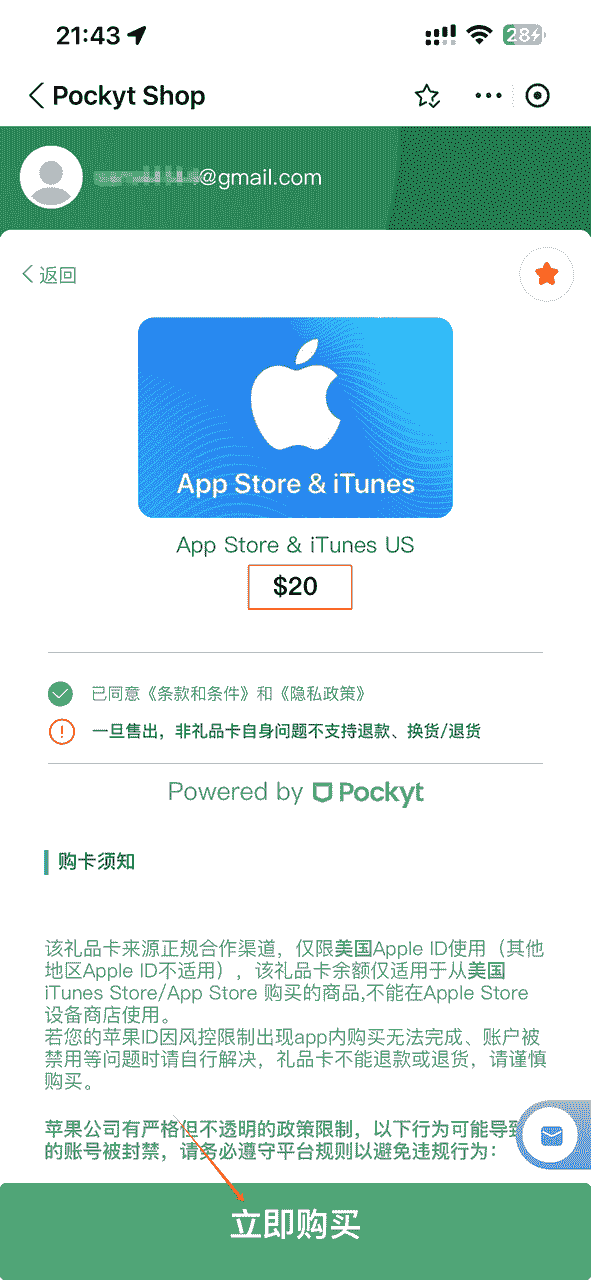 21:43
28
Pockyt Shop
@gmail.com
返回
App Store & iTunes
App Store & iTunes US
$20
已同意《条款和条件》和《隐私政策》
一旦售出，非礼品卡自身问题不支持退款、换货/退货
Powered by Pockyt
购卡须知
该礼品卡来源正规合作渠道，仅限美国Apple ID使用（其他
地区Apple ID不适用），该礼品卡余额仅适用于从美国
iTunes Store/App Store 购买的商品,不能在Apple Store
设备商店使用。
若您的苹果ID因风控限制出现app内购买无法完成、账户被
禁用等问题时请自行解决，礼品卡不能退款或退货，请谨慎
购买。
苹果公司有严格但不透明的政策限制，以下行为可能导
的账号被封禁，请务必遵守平台规则以避免违规行为：
立即购买